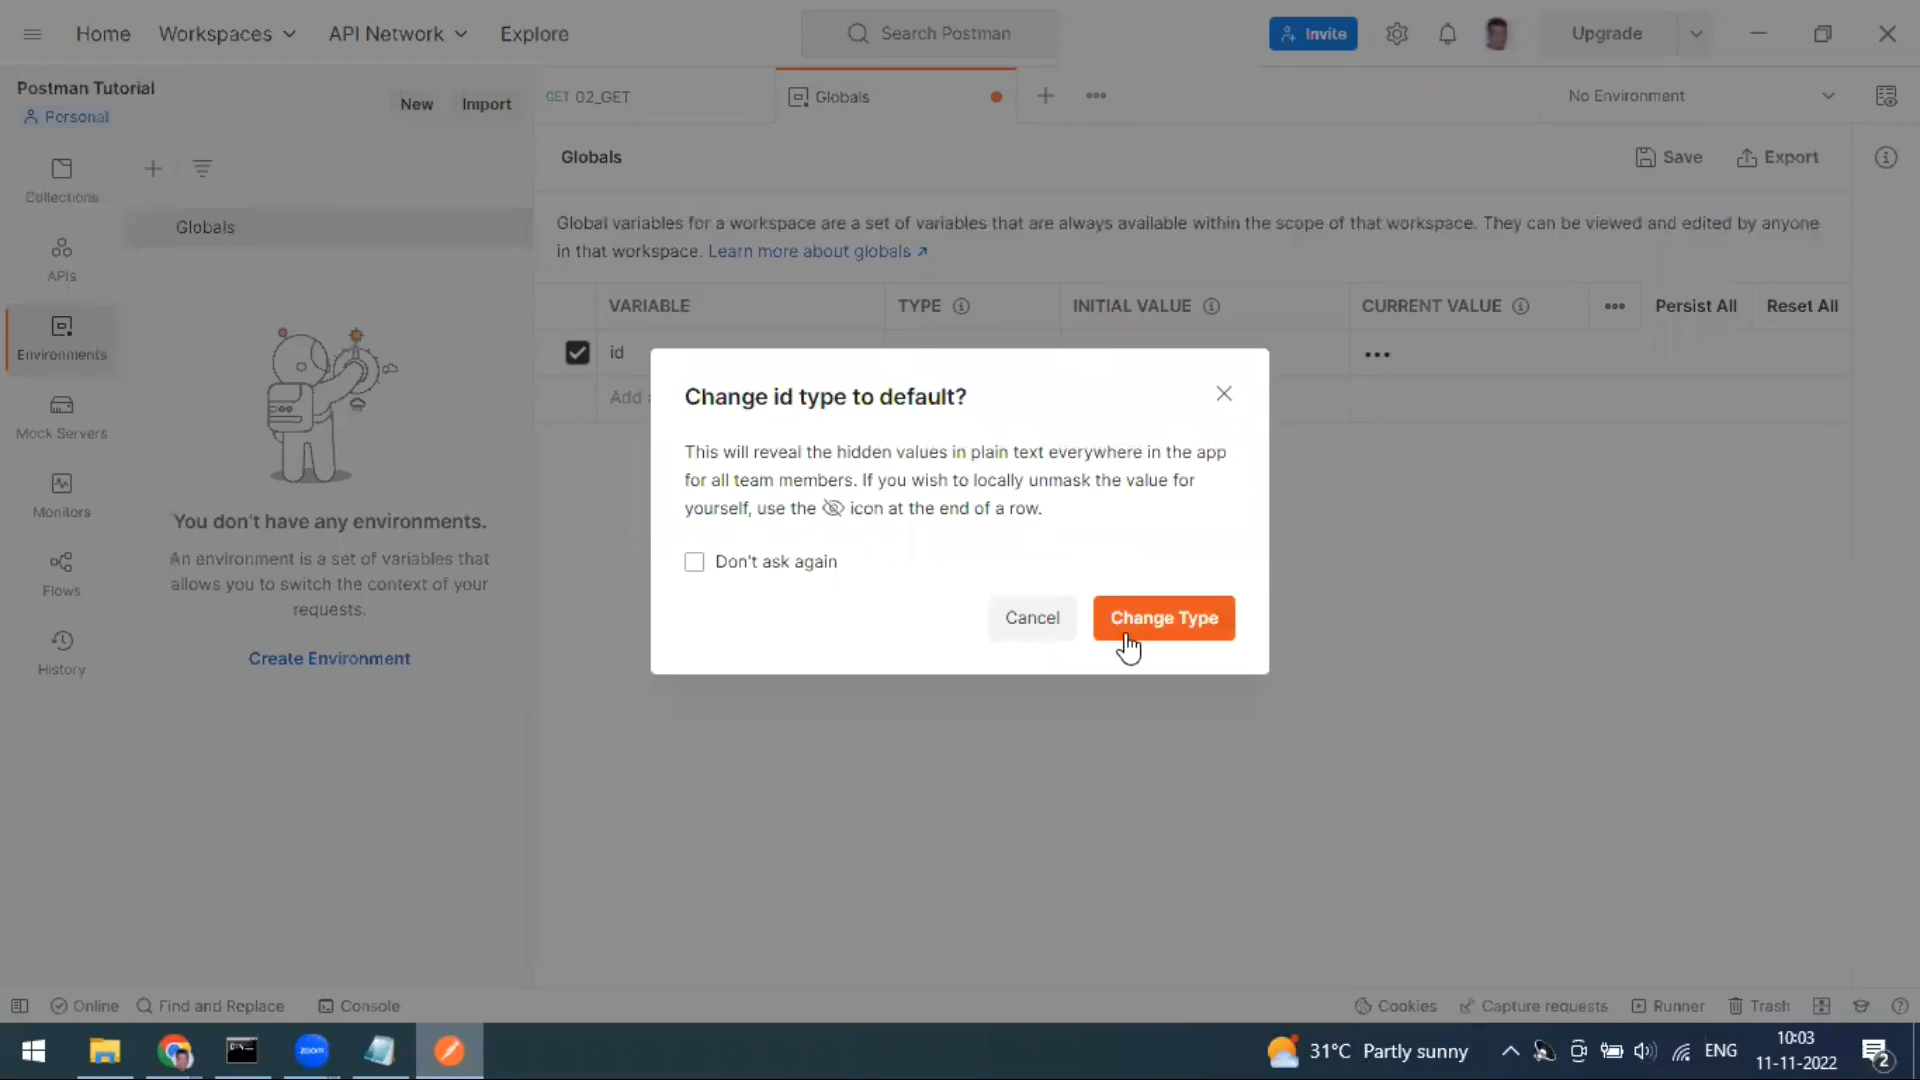 Home Workspaces API Network Explore Search Postman Invite Upgrade
Postman Tutorial
Personal
New Import
GET 02_GET Globals No Environment
Globals Save Export
Global variables for a workspace are a set of variables that are always available within the scope of that workspace. They can be viewed and edited by anyone
in that workspace. Learn more about globals ↗
VARIABLE TYPE INITIAL VALUE CURRENT VALUE Persist All Reset All
id
Add
Collections
APIs
Environments
Mock Servers
Monitors
Flows
History
Globals
You don't have any environments.
An environment is a set of variables that
allows you to switch the context of your
requests.
Create Environment
Change id type to default?
This will reveal the hidden values in plain text everywhere in the app
for all team members. If you wish to locally unmask the value for
yourself, use the icon at the end of a row.
Don't ask again
Cancel Change Type
Online Find and Replace Console Cookies Capture requests Runner Trash
zoom
31°C Partly sunny ENG
10:03
11-11-2022
2